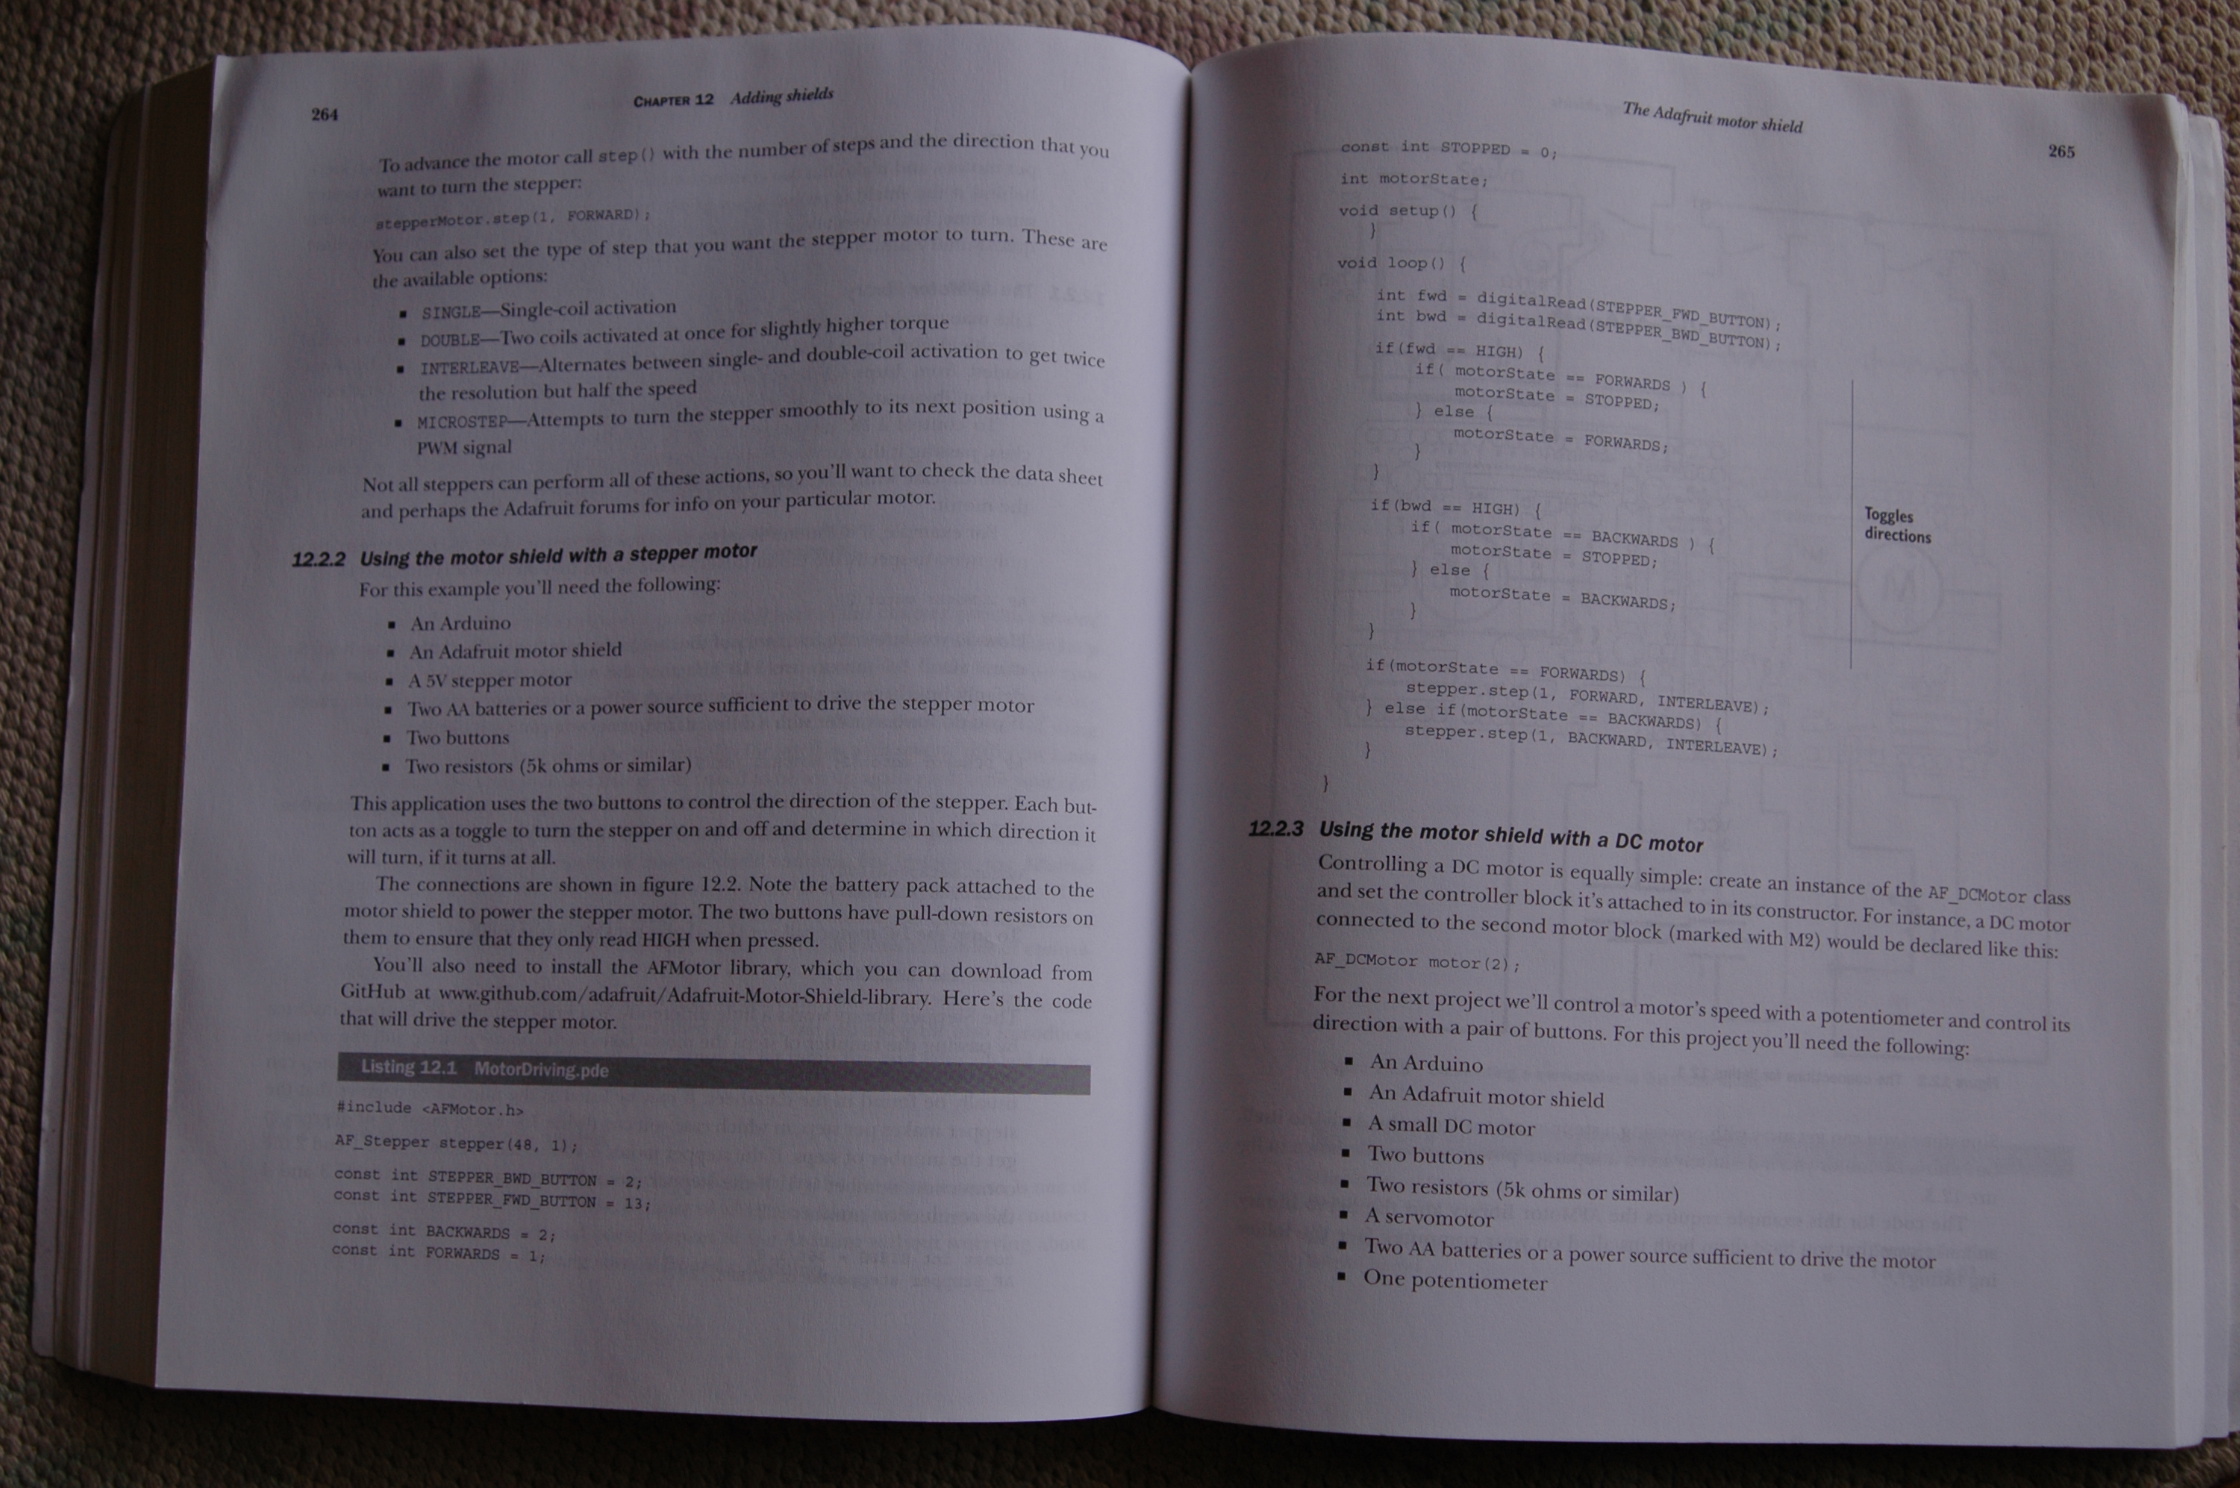 264
CHAPTER 12 Adding shields
To advance the motor call step() with the number of steps and the direction that you
want to turn the stepper:
stepperMotor.step(1, FORWARD);
You can also set the type of step that you want the stepper motor to turn. These are
the available options:
▪ SINGLE—Single-coil activation
▪ DOUBLE—Two coils activated at once for slightly higher torque
▪ INTERLEAVE—Alternates between single- and double-coil activation to get twice
the resolution but half the speed
▪ MICROSTEP—Attempts to turn the stepper smoothly to its next position using a
PWM signal
Not all steppers can perform all of these actions, so you'll want to check the data sheet
and perhaps the Adafruit forums for info on your particular motor.
12.2.2 Using the motor shield with a stepper motor
For this example you'll need the following:
▪ An Arduino
▪ An Adafruit motor shield
▪ A 5V stepper motor
▪ Two AA batteries or a power source sufficient to drive the stepper motor
▪ Two buttons
▪ Two resistors (5k ohms or similar)
This application uses the two buttons to control the direction of the stepper. Each but-
ton acts as a toggle to turn the stepper on and off and determine in which direction it
will turn, if it turns at all.
The connections are shown in figure 12.2. Note the battery pack attached to the
motor shield to power the stepper motor. The two buttons have pull-down resistors on
them to ensure that they only read HIGH when pressed.
You'll also need to install the AFMotor library, which you can download from
GitHub at www.github.com/adafruit/Adafruit-Motor-Shield-library. Here's the code
that will drive the stepper motor.
Listing 12.1 MotorDriving.pde
#include <AFMotor.h>
AF_Stepper stepper(48, 1);
const int STEPPER_BWD_BUTTON = 2;
const int STEPPER_FWD_BUTTON = 13;
const int BACKWARDS = 2;
const int FORWARDS = 1;
The Adafruit motor shield
265
const int STOPPED = 0;
int motorState;
void setup() {
}
void loop() {
int fwd = digitalRead(STEPPER_FWD_BUTTON);
int bwd = digitalRead(STEPPER_BWD_BUTTON);
if(fwd == HIGH) {
if( motorState == FORWARDS ) {
motorState = STOPPED;
} else {
motorState = FORWARDS;
}
}
if(bwd == HIGH) {
if( motorState == BACKWARDS ) {
motorState = STOPPED;
} else {
motorState = BACKWARDS;
}
}
Toggles
directions
if(motorState == FORWARDS) {
stepper.step(1, FORWARD, INTERLEAVE);
} else if(motorState == BACKWARDS) {
stepper.step(1, BACKWARD, INTERLEAVE);
}
}
12.2.3 Using the motor shield with a DC motor
Controlling a DC motor is equally simple: create an instance of the AF_DCMotor class
and set the controller block it's attached to in its constructor. For instance, a DC motor
connected to the second motor block (marked with M2) would be declared like this:
AF_DCMotor motor(2);
For the next project we'll control a motor's speed with a potentiometer and control its
direction with a pair of buttons. For this project you'll need the following:
▪ An Arduino
▪ An Adafruit motor shield
▪ A small DC motor
▪ Two buttons
▪ Two resistors (5k ohms or similar)
▪ A servomotor
▪ Two AA batteries or a power source sufficient to drive the motor
▪ One potentiometer